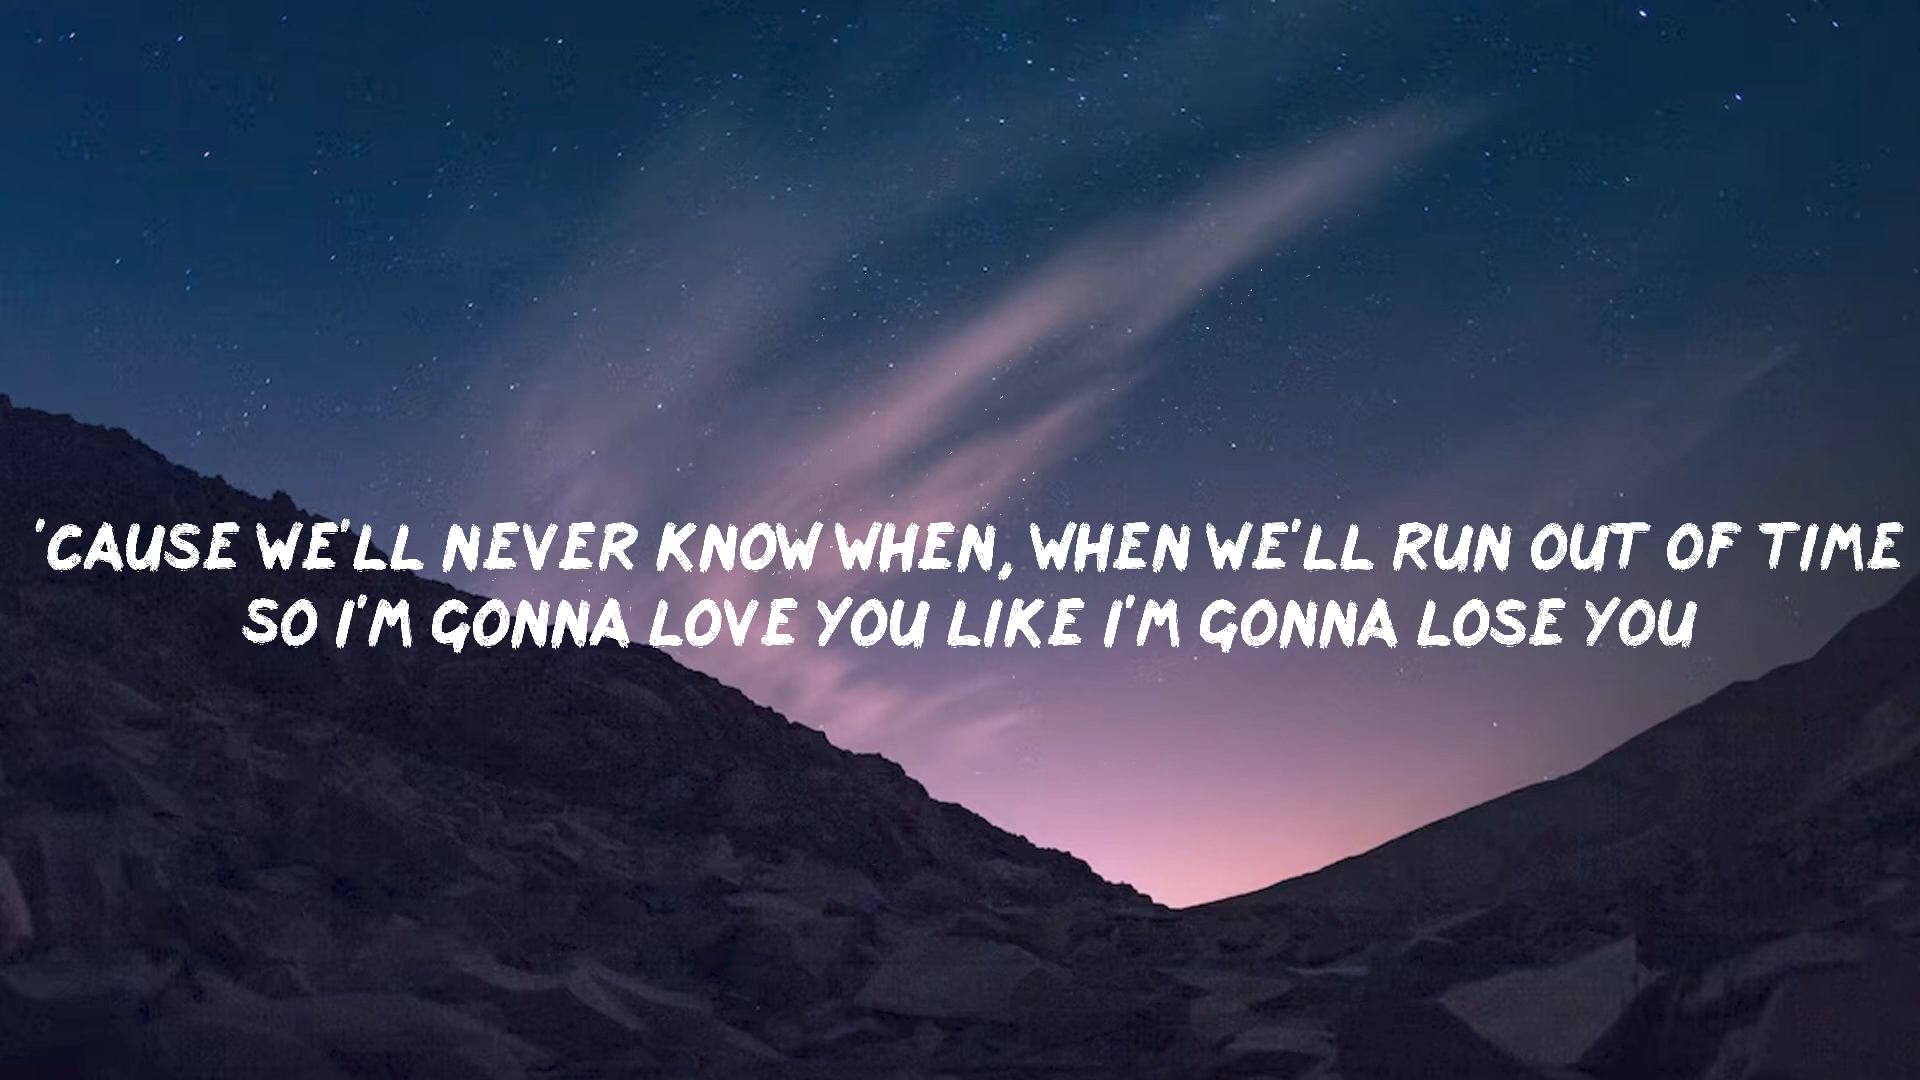 'CAUSE WE'LL NEVER KNOW WHEN, WHEN WE'LL RUN OUT OF TIME
SO I'M GONNA LOVE YOU LIKE I'M GONNA LOSE YOU